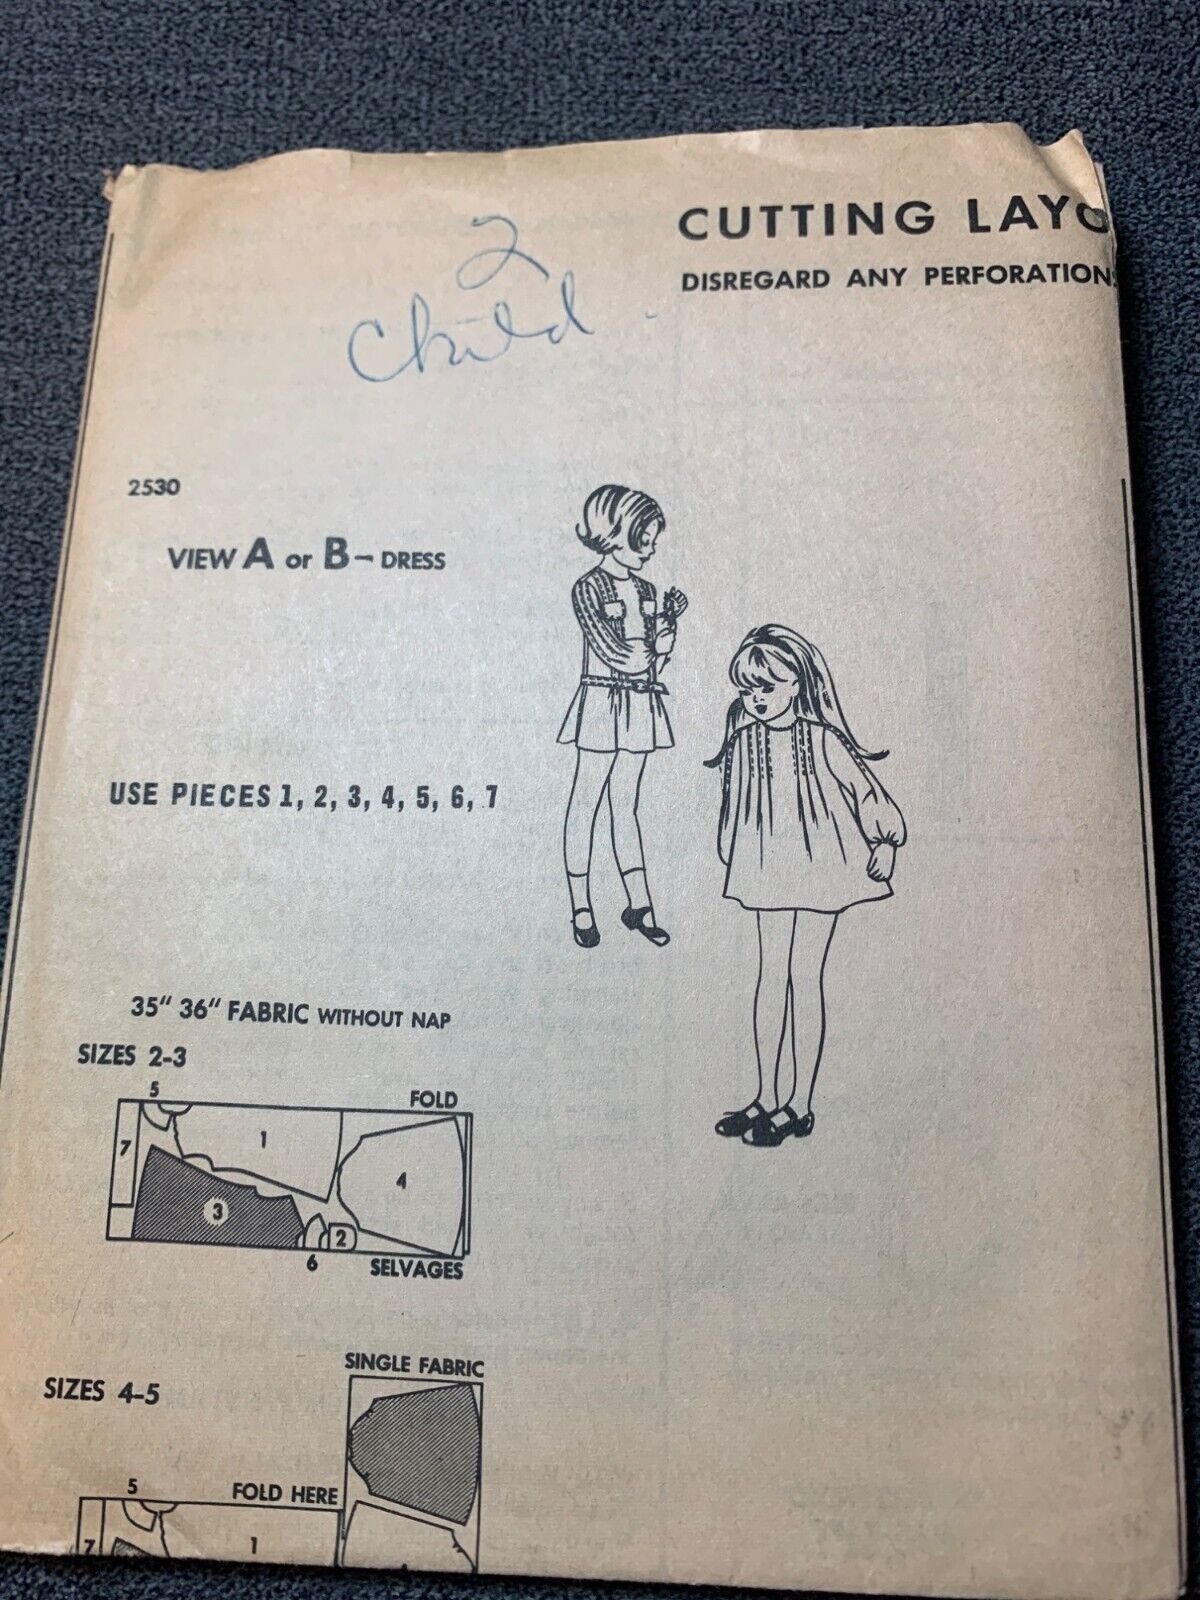 CUTTING LAYO
DISREGARD ANY PERFORATIONS
2
Child
2530
VIEW A or B – DRESS
USE PIECES 1, 2, 3, 4, 5, 6, 7
35" 36" FABRIC WITHOUT NAP
SIZES 2-3
5
FOLD
7
1
4
3
2
6
SELVAGES
SINGLE FABRIC
SIZES 4-5
5
FOLD HERE
7
1